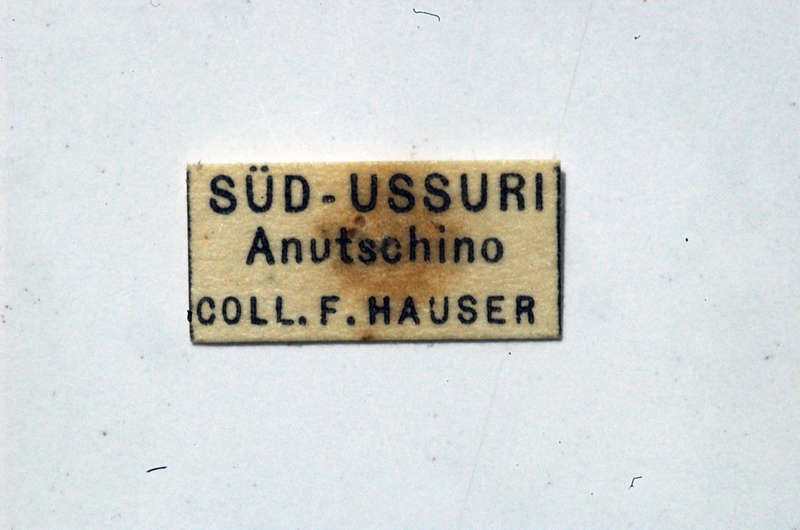 SÜD-USSURI
Anutschino
COLL. F. HAUSER